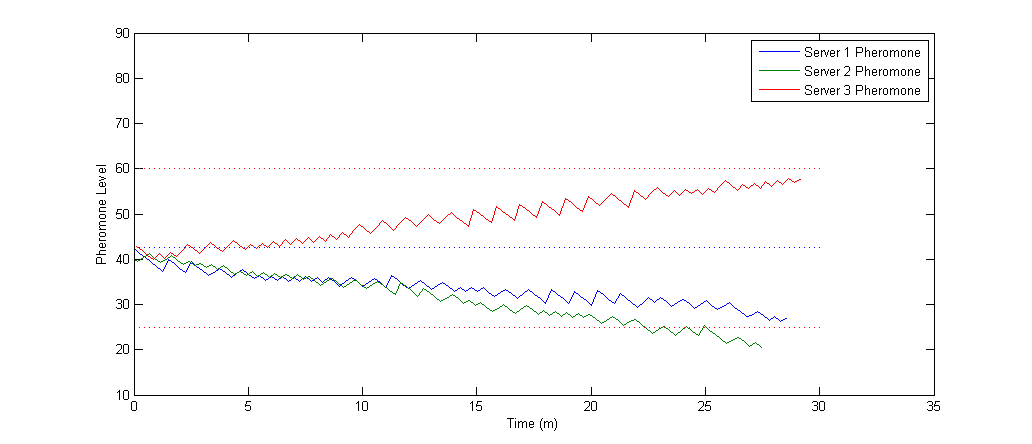 90
80
70
60
50
40
30
20
10
0 5 10 15 20 25 30 35
Pheromone Level
Time (m)
Server 1 Pheromone
Server 2 Pheromone
Server 3 Pheromone